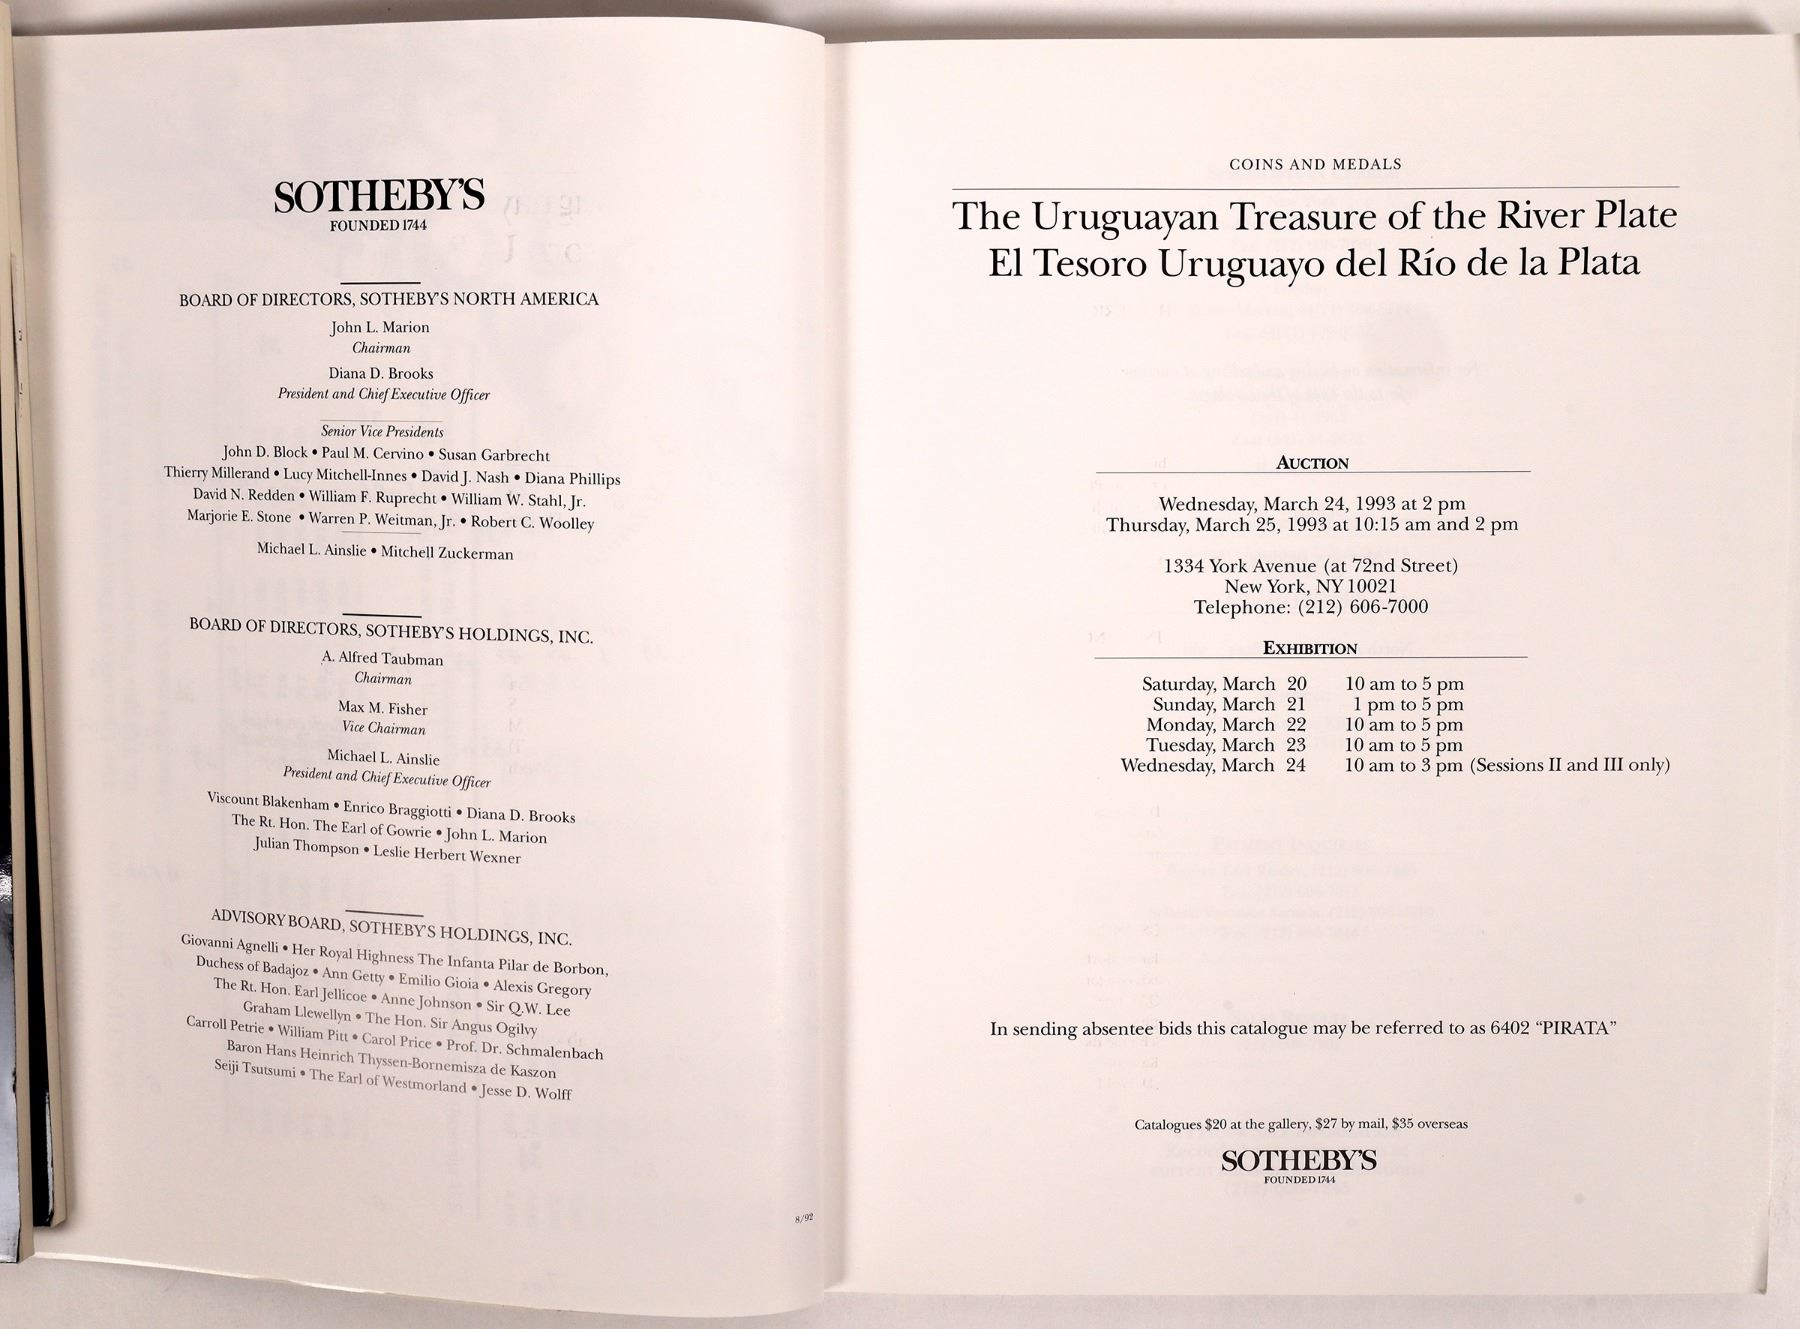 SOTHEBY'S
FOUNDED 1744
BOARD OF DIRECTORS, SOTHEBY'S NORTH AMERICA
John L. Marion
Chairman
Diana D. Brooks
President and Chief Executive Officer
Senior Vice Presidents
John D. Block • Paul M. Cervino • Susan Garbrecht
Thierry Millerand • Lucy Mitchell-Innes • David J. Nash • Diana Phillips
David N. Redden • William F. Ruprecht • William W. Stahl, Jr.
Marjorie E. Stone • Warren P. Weitman, Jr. • Robert C. Woolley
Michael L. Ainslie • Mitchell Zuckerman
BOARD OF DIRECTORS, SOTHEBY'S HOLDINGS, INC.
A. Alfred Taubman
Chairman
Max M. Fisher
Vice Chairman
Michael L. Ainslie
President and Chief Executive Officer
Viscount Blakenham • Enrico Braggiotti • Diana D. Brooks
The Rt. Hon. The Earl of Gowrie • John L. Marion
Julian Thompson • Leslie Herbert Wexner
ADVISORY BOARD, SOTHEBY'S HOLDINGS, INC.
Giovanni Agnelli • Her Royal Highness The Infanta Pilar de Borbon,
Duchess of Badajoz • Ann Getty • Emilio Gioia • Alexis Gregory
The Rt. Hon. Earl Jellicoe • Anne Johnson • Sir Q.W. Lee
Graham Llewellyn • The Hon. Sir Angus Ogilvy
Carroll Petrie • William Pitt • Carol Price • Prof. Dr. Schmalenbach
Baron Hans Heinrich Thyssen-Bornemisza de Kaszon
Seiji Tsutsumi • The Earl of Westmorland • Jesse D. Wolff
8/92
COINS AND MEDALS
The Uruguayan Treasure of the River Plate
El Tesoro Uruguayo del Río de la Plata
AUCTION
Wednesday, March 24, 1993 at 2 pm
Thursday, March 25, 1993 at 10:15 am and 2 pm
1334 York Avenue (at 72nd Street)
New York, NY 10021
Telephone: (212) 606-7000
EXHIBITION
Saturday, March 20 10 am to 5 pm
Sunday, March 21 1 pm to 5 pm
Monday, March 22 10 am to 5 pm
Tuesday, March 23 10 am to 5 pm
Wednesday, March 24 10 am to 3 pm (Sessions II and III only)
In sending absentee bids this catalogue may be referred to as 6402 “PIRATA”
Catalogues $20 at the gallery, $27 by mail, $35 overseas
SOTHEBY'S
FOUNDED 1744